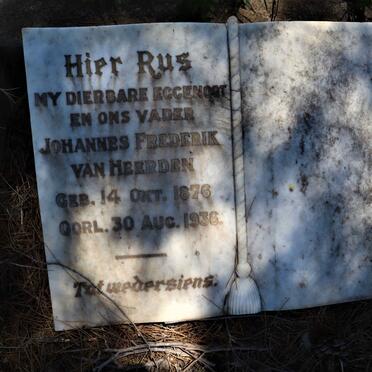 Hier Rus
MY DIERBARE EGGENOOT
EN ONS VADER
JOHANNES FREDERIK
VAN HEERDEN
GEB. 14 OKT. 1876
OORL. 30 AUG. 1936.
Tot wedersiens.